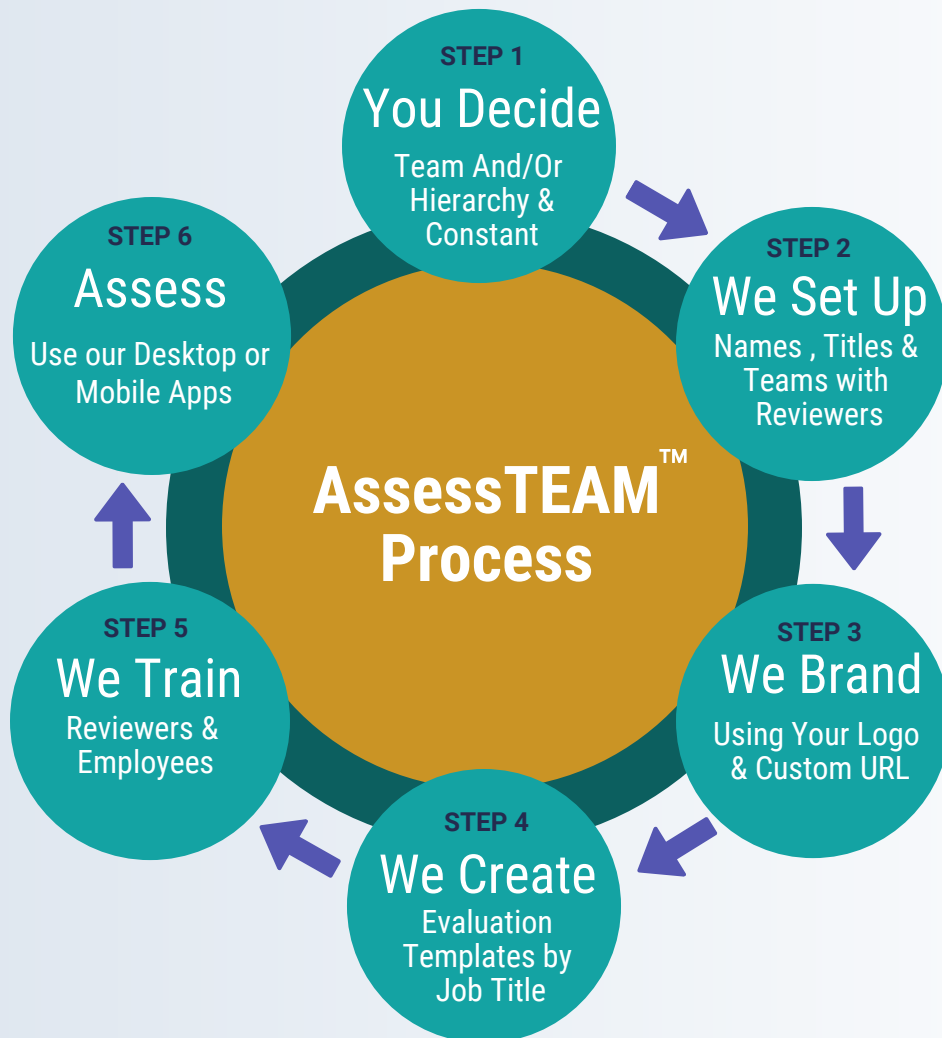 STEP 1
You Decide
Team And/Or
Hierarchy &
Constant
STEP 2
We Set Up
Names , Titles &
Teams with
Reviewers
STEP 3
We Brand
Using Your Logo
& Custom URL
STEP 4
We Create
Evaluation
Templates by
Job Title
STEP 5
We Train
Reviewers &
Employees
STEP 6
Assess
Use our Desktop or
Mobile Apps
AssessTEAM™
Process